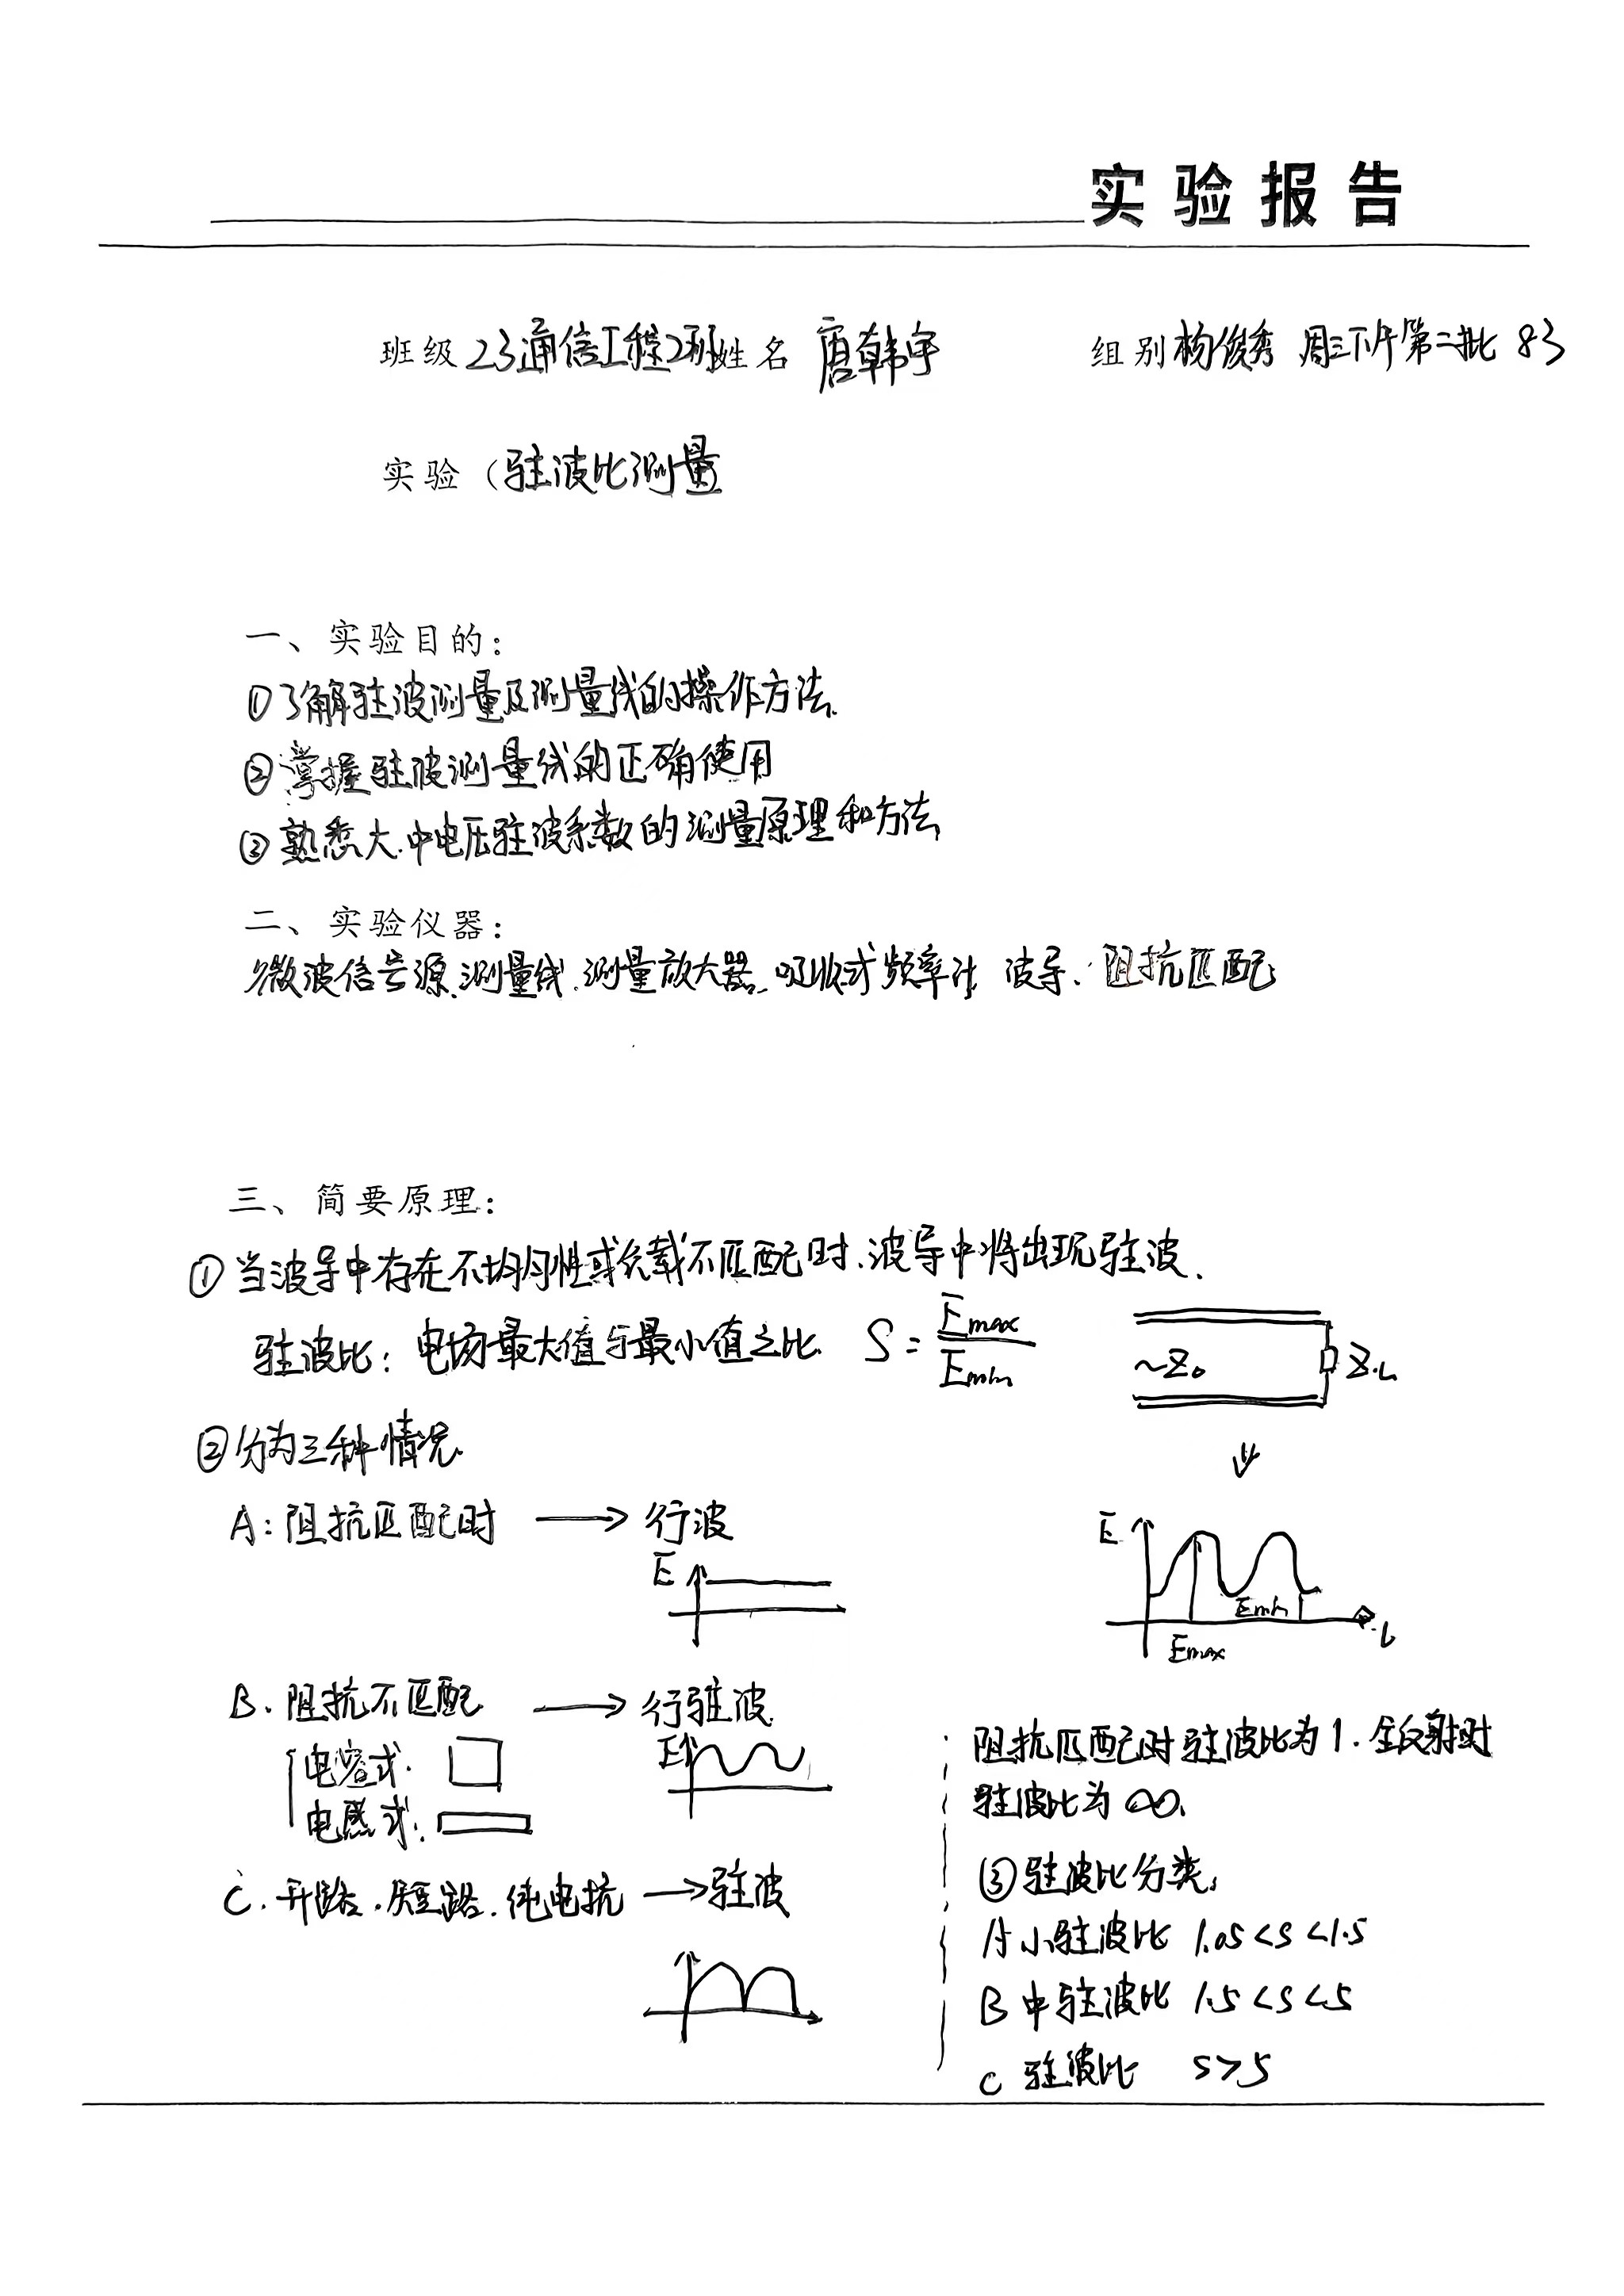 实验报告
班级 23通信工程2班 姓名 唐韩宇 组别 杨俊秀 周三下午第二批 83
实验（驻波比测量
一、实验目的：
①了解驻波测量及测量线的操作方法.
②掌握驻波测量线的正确使用
③熟悉大.中电压驻波系数的测量原理和方法
二、实验仪器：
微波信号源、测量线、测量放大器、吸收式频率计 波导、阻抗匹配
三、简要原理：
①当波导中存在不均匀性或负载不匹配时、波导中将出现驻波.
驻波比：电场最大值与最小值之比. S = Emax / Emin
~Z₀ ZL
②分为三种情况.
A：阻抗匹配时 → 行波
E
E
Emin
Emax
L
B. 阻抗不匹配 → 行驻波
电容式.
电感式.
E
C. 开路.短路.纯电抗 → 驻波
阻抗匹配时驻波比为1.全反射时
驻波比为∞.
③驻波比分类:
A 小驻波比 1.05<S<1.5
B 中驻波比 1.5<S<5
C 驻波比 S>5